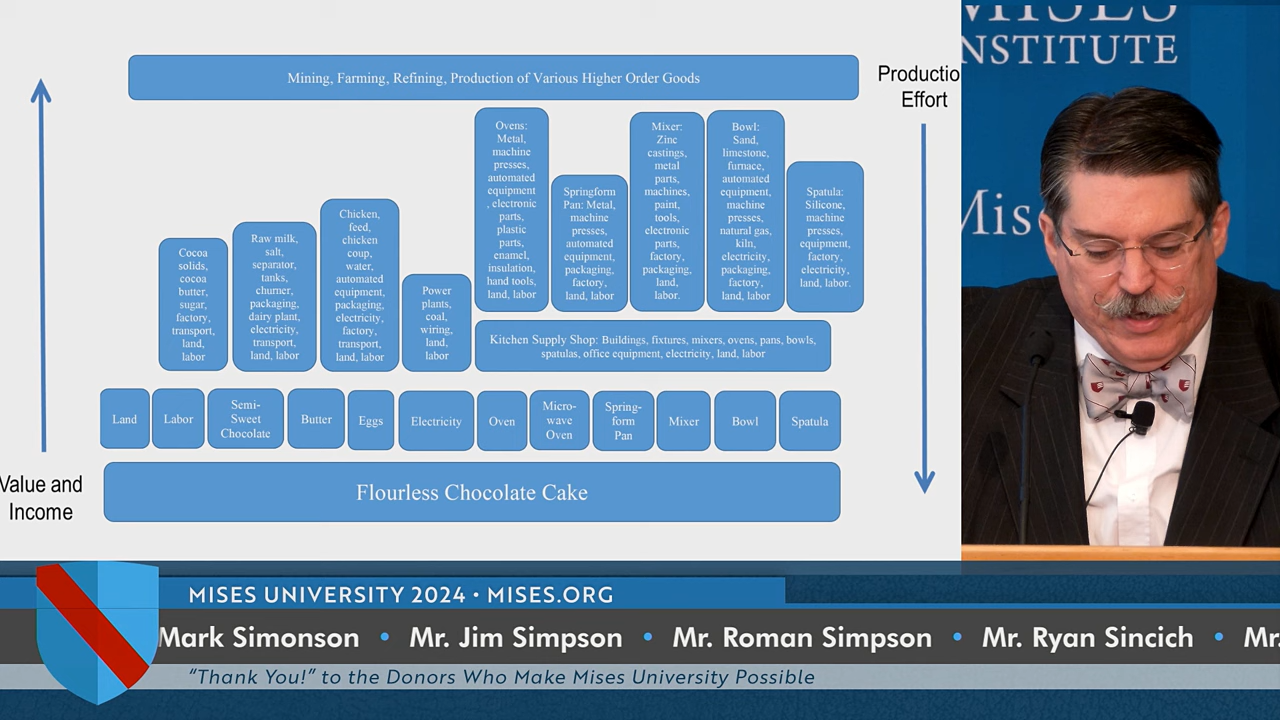 Mining, Farming, Refining, Production of Various Higher Order Goods
Productio
Effort
Ovens:
Metal,
machine
presses,
automated
equipment
, electronic
parts,
plastic
parts,
enamel,
insulation,
hand tools,
land, labor
Springform
Pan: Metal,
machine
presses,
automated
equipment,
packaging,
factory,
land, labor
Mixer:
Zinc
castings,
metal
parts,
machines,
paint,
tools,
electronic
parts,
factory,
packaging,
land,
labor.
Bowl:
Sand,
limestone,
furnace,
automated
equipment,
machine
presses,
natural gas,
kiln,
electricity,
packaging,
factory,
land, labor
Spatula:
Silicone,
machine
presses,
equipment,
factory,
electricity,
land, labor.
Cocoa
solids,
cocoa
butter,
sugar,
factory,
transport,
land,
labor
Raw milk,
salt,
separator,
tanks,
churner,
packaging,
dairy plant,
electricity,
transport,
land, labor
Chicken,
feed,
chicken
coup,
water,
automated
equipment,
packaging,
electricity,
factory,
transport,
land, labor
Power
plants,
coal,
wiring,
land,
labor
Kitchen Supply Shop: Buildings, fixtures, mixers, ovens, pans, bowls,
spatulas, office equipment, electricity, land, labor
Land
Labor
Semi-
Sweet
Chocolate
Butter
Eggs
Electricity
Oven
Micro-
wave
Oven
Spring-
form
Pan
Mixer
Bowl
Spatula
Value and
Income
Flourless Chocolate Cake
MISES
NSTITUTE
Mis
MISES UNIVERSITY 2024 • MISES.ORG
Mark Simonson • Mr. Jim Simpson • Mr. Roman Simpson • Mr. Ryan Sincich • Mr.
“Thank You!” to the Donors Who Make Mises University Possible